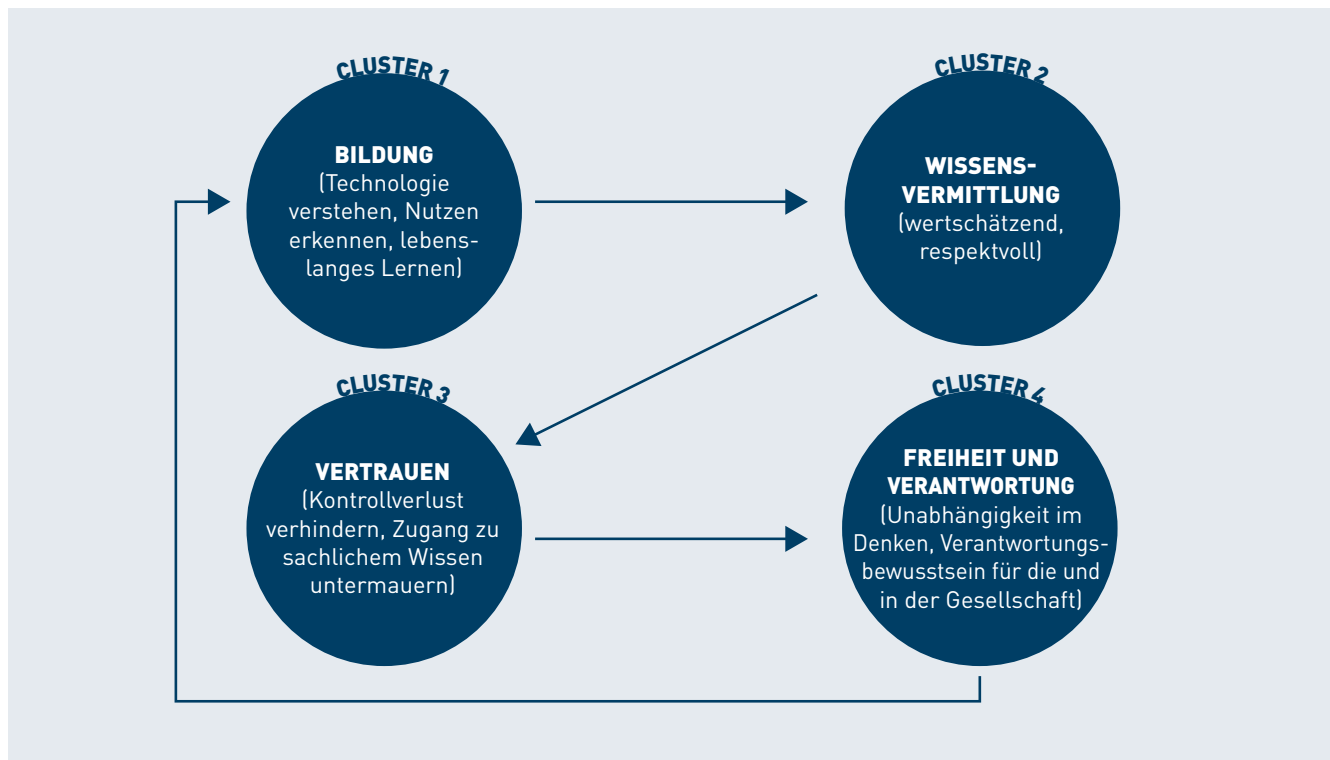 CLUSTER 1
BILDUNG
(Technologie
verstehen, Nutzen
erkennen, lebens-
langes Lernen)
CLUSTER 2
WISSENS-
VERMITTLUNG
(wertschätzend,
respektvoll)
CLUSTER 3
VERTRAUEN
(Kontrollverlust
verhindern, Zugang zu
sachlichem Wissen
untermauern)
CLUSTER 4
FREIHEIT UND
VERANTWORTUNG
(Unabhängigkeit im
Denken, Verantwortungs-
bewusstsein für die und
in der Gesellschaft)